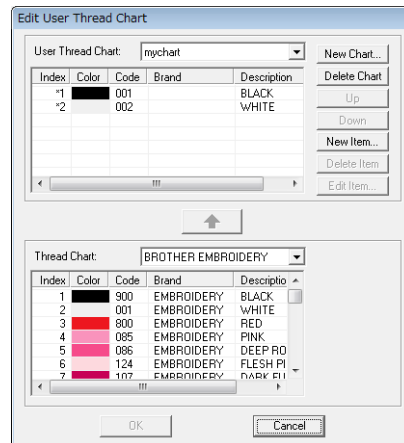 Edit User Thread Chart
User Thread Chart: mychart
New Chart...
Index Color Code Brand Description
Delete Chart
*1 001 BLACK
Up
*2 002 WHITE
Down
New Item...
Delete Item
Edit Item...
Thread Chart: BROTHER EMBROIDERY
Index Color Code Brand Descriptio
1 900 EMBROIDERY BLACK
2 001 EMBROIDERY WHITE
3 800 EMBROIDERY RED
4 085 EMBROIDERY PINK
5 086 EMBROIDERY DEEP RO
6 124 EMBROIDERY FLESH PI
7 107 EMBROIDERY DARK FU
OK Cancel